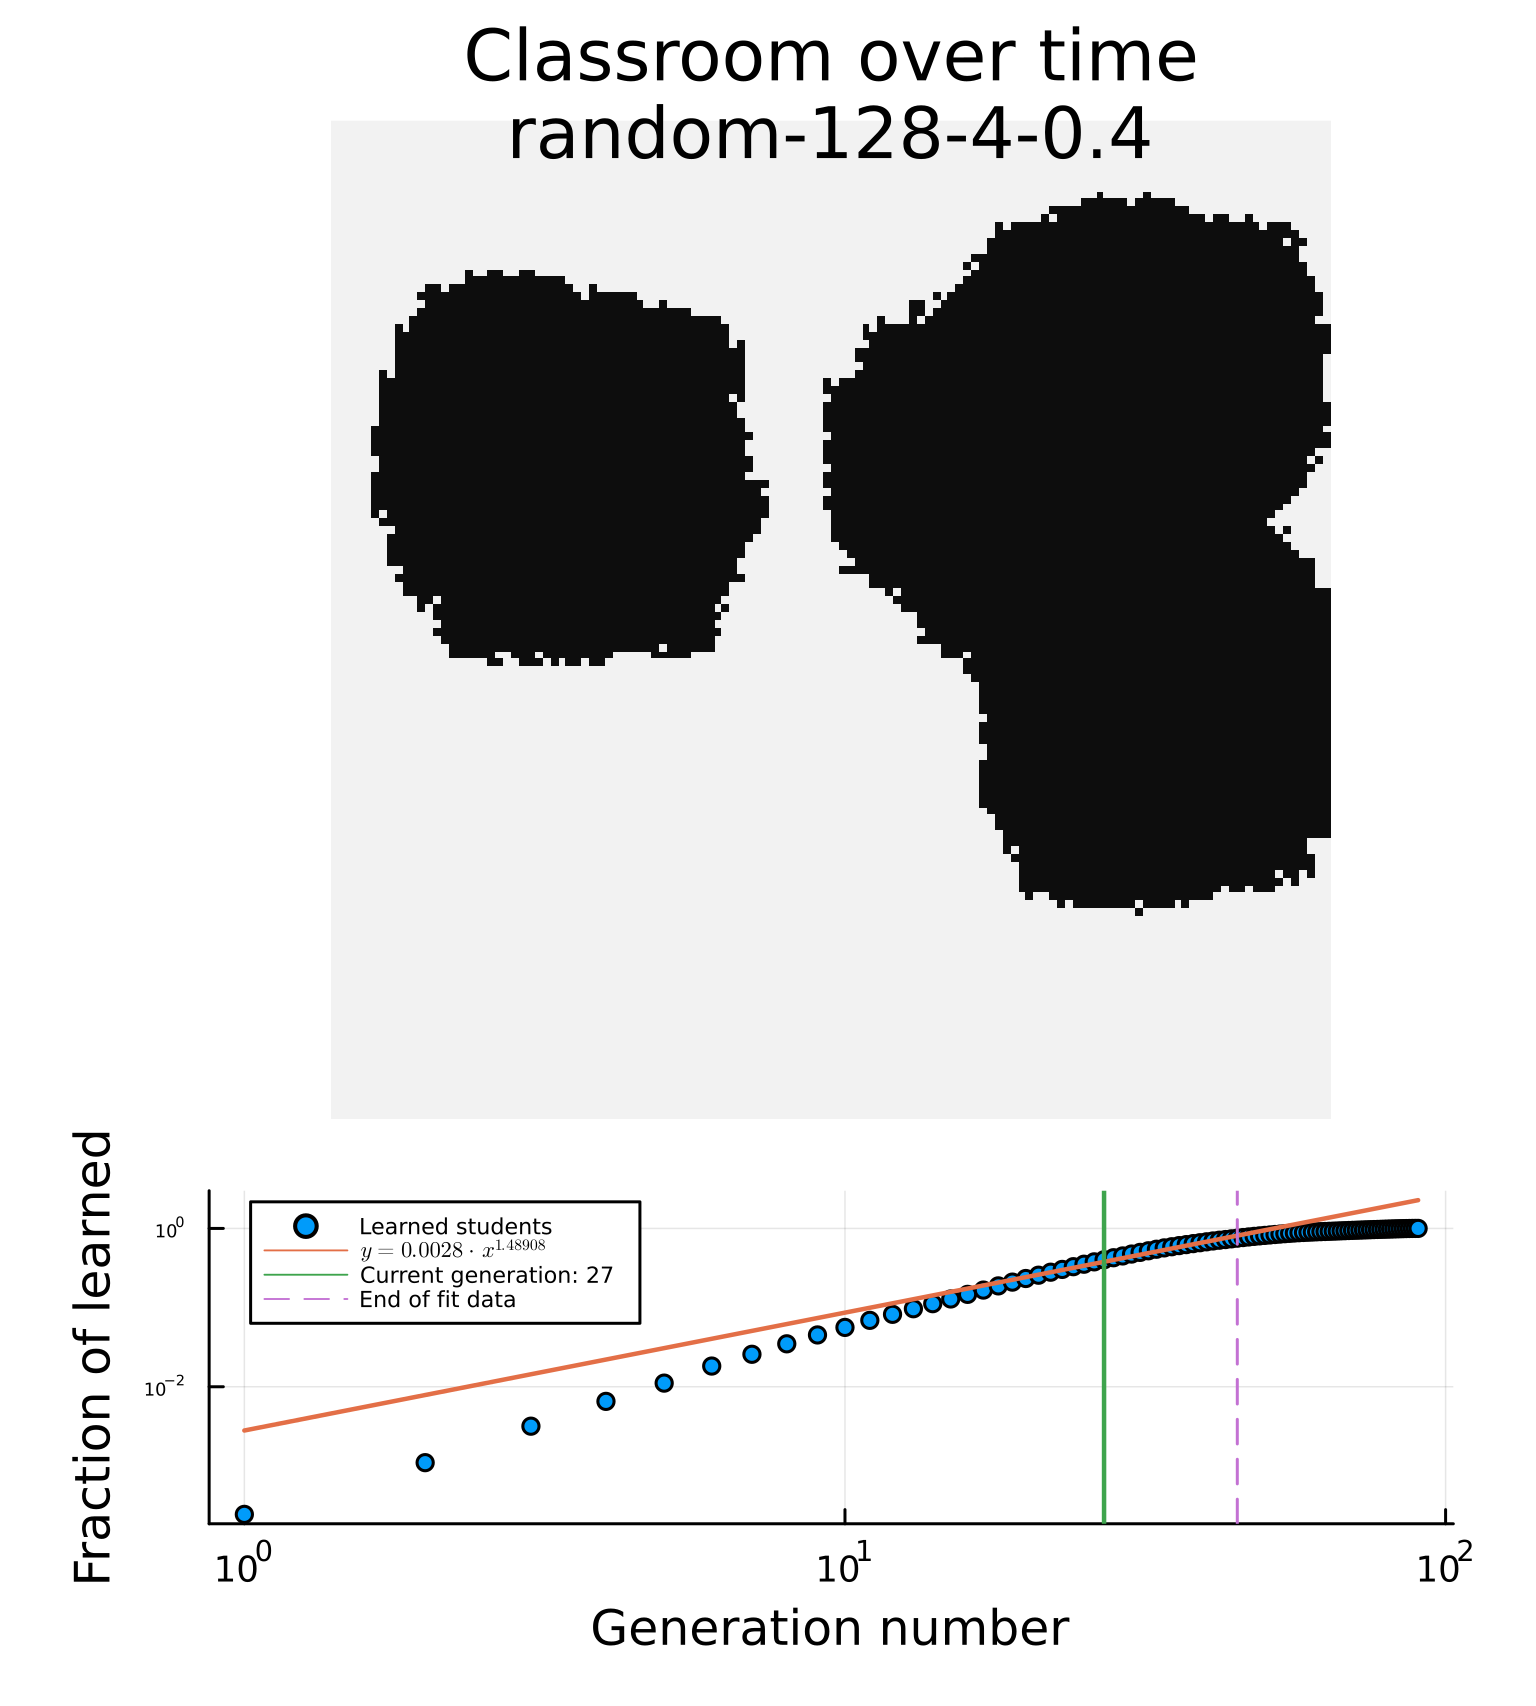 Classroom over time
random-128-4-0.4
Fraction of learned
10⁰
10⁻²
Learned students
y = 0.0028 · x^1.48908
Current generation: 27
End of fit data
10⁰
10¹
10²
Generation number